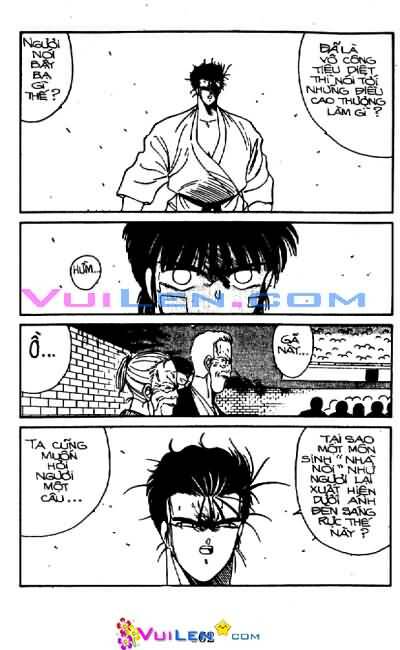 ĐÃ LÀ
VÕ CÔNG
TIÊU DIỆT
THÌ NÓI TỚI
NHỮNG ĐIỀU
CAO THƯỢNG
LÀM GÌ ?
NGƯƠI
NÓI
BẬY
BẠ
GÌ
THẾ ?
HỪM...
VUILEN.COM
GÃ
NÀY...
Ồ...
TẠI SAO
MỘT MÔN
SINH "NHÀ
NÒI" NHƯ
NGƯƠI LẠI
XUẤT HIỆN
DƯỚI ÁNH
ĐÈN SÁNG
RỰC THẾ
NÀY ?
TA CŨNG
MUỐN
HỎI
NGƯƠI
MỘT
CÂU...
VUILEN.COM